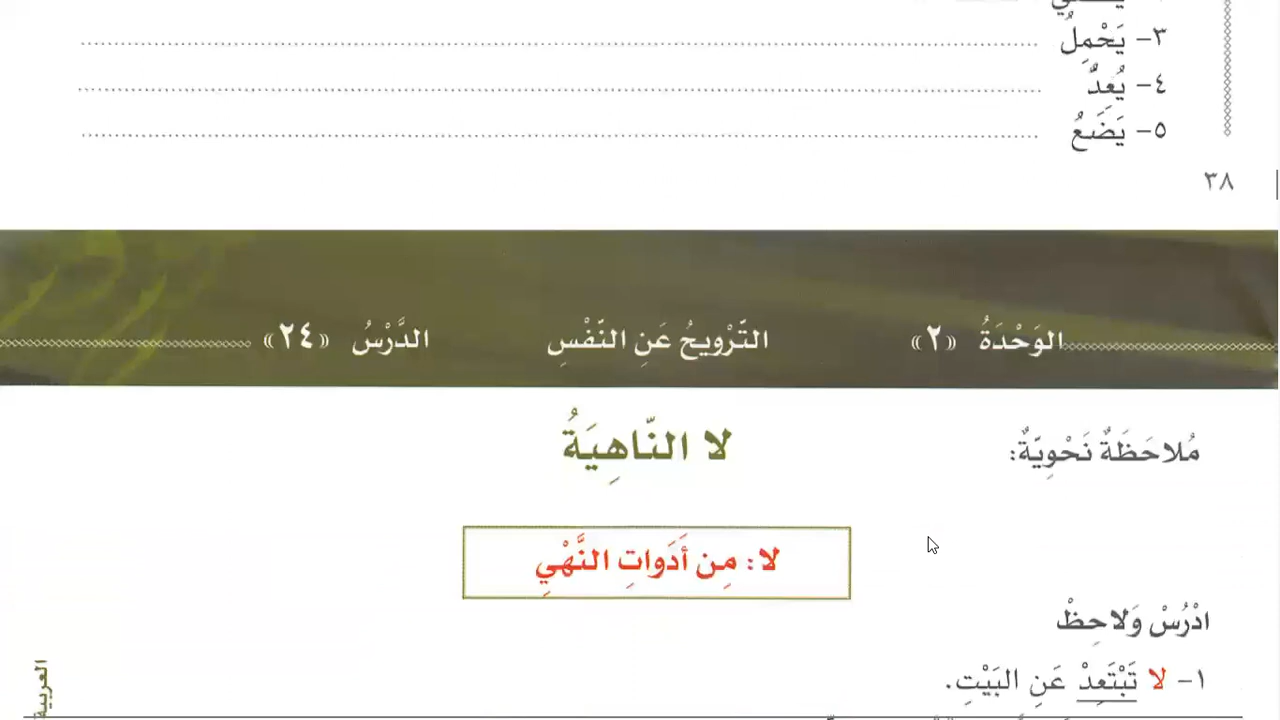 ٣- يَحْمِلُ
٤- يُعِدُّ
٥- يَضَعُ
٣٨
الوَحْدَةُ «٢» التَّرْويحُ عَنِ النَّفْسِ الدَّرْسُ «٢٤»
مُلاحَظَةٌ نَحْوِيَّةٌ: لا النّاهِيَةُ
لا: مِن أَدَواتِ النَّهْيِ
ادْرُسْ وَلاحِظْ
١- لا تَبْتَعِدْ عَنِ البَيْتِ.
العربية